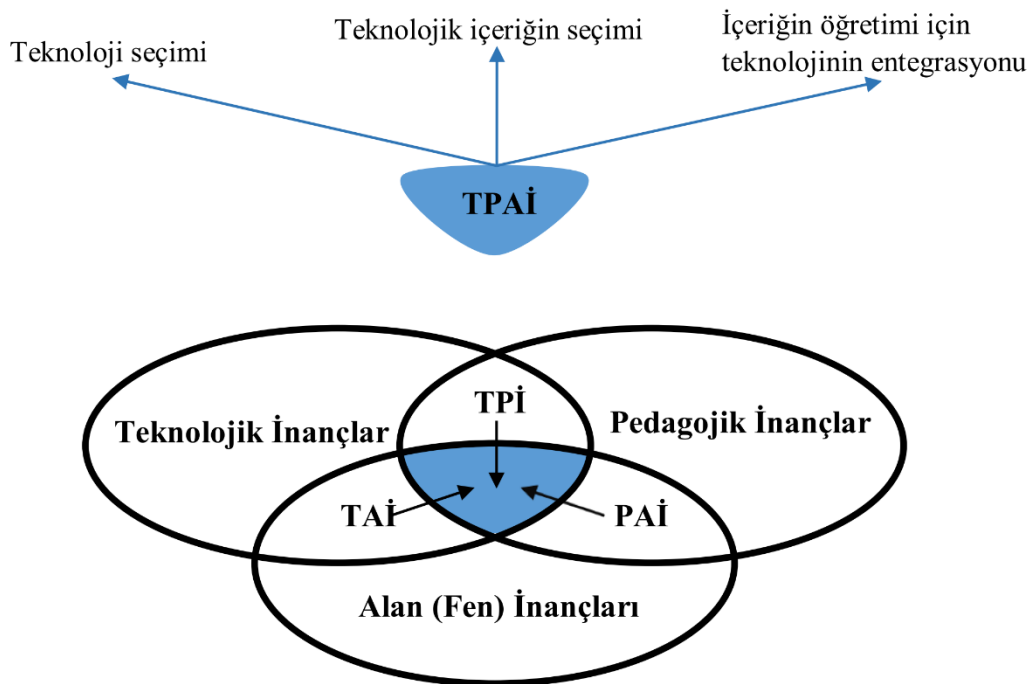 Teknoloji seçimi
Teknolojik içeriğin seçimi
İçeriğin öğretimi için
teknolojinin entegrasyonu
TPAİ
TPİ
Teknolojik İnançlar
Pedagojik İnançlar
TAİ
PAİ
Alan (Fen) İnançları